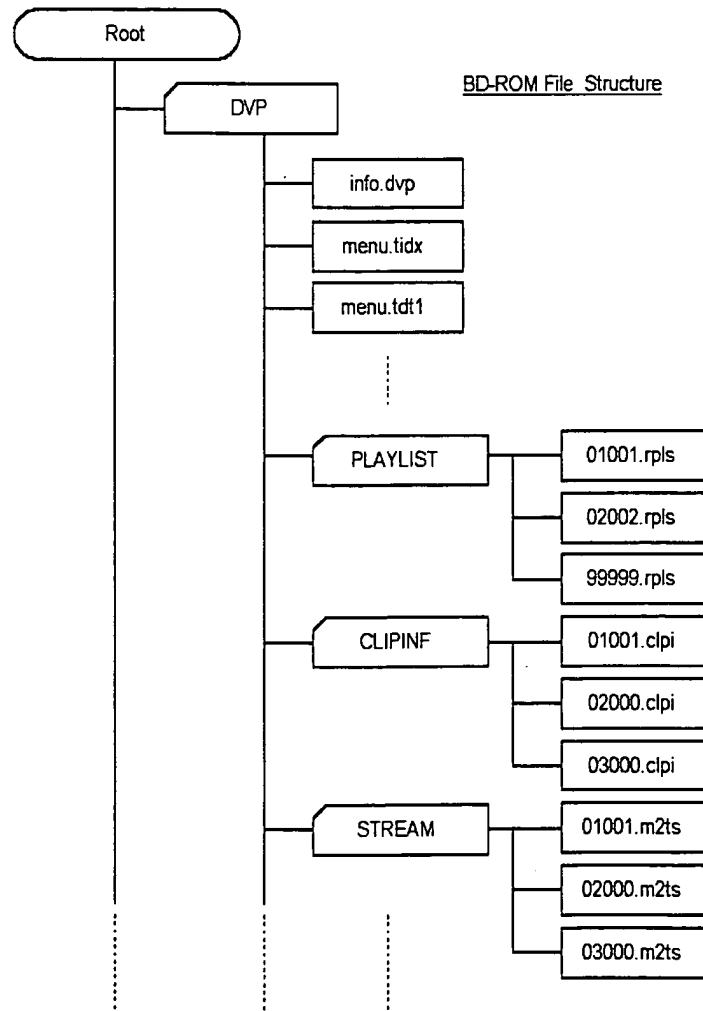 Root
BD-ROM File Structure
DVP
info.dvp
menu.tidx
menu.tdt1
PLAYLIST
01001.rpls
02002.rpls
99999.rpls
CLIPINF
01001.clpi
02000.clpi
03000.clpi
STREAM
01001.m2ts
02000.m2ts
03000.m2ts